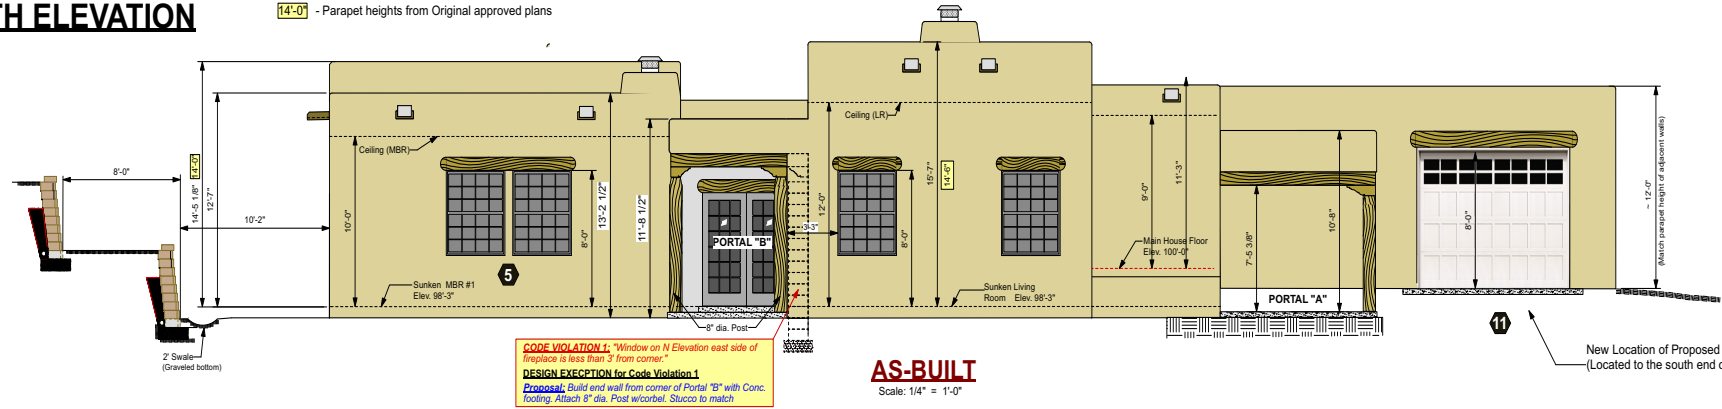 TH ELEVATION
14'-0" - Parapet heights from Original approved plans
8'-0"
10'-2"
14'-5 1/8"
14'-0"
12'-7"
10'-0"
Ceiling (MBR)
8'-0"
13'-2 1/2"
11'-8 1/2"
5
Sunken MBR #1
Elev. 98'-3"
2' Swale
(Graveled bottom)
PORTAL "B"
8" dia. Post
3'-3"
12'-0"
Ceiling (LR)
8'-0"
15'-7"
14'-6"
Sunken Living
Room Elev. 98'-3"
9'-0"
11'-3"
Main House Floor
Elev. 100'-0"
7'-5 3/8"
10'-8"
PORTAL "A"
8'-0"
~ 12'-0"
(Match parapet height of adjacent walls)
11
New Location of Proposed
(Located to the south end o
CODE VIOLATION 1: "Window on N Elevation east side of
fireplace is less than 3' from corner."
DESIGN EXECPTION for Code Violation 1
Proposal: Build end wall from corner of Portal "B" with Conc.
footing. Attach 8" dia. Post w/corbel. Stucco to match
AS-BUILT
Scale: 1/4" = 1'-0"